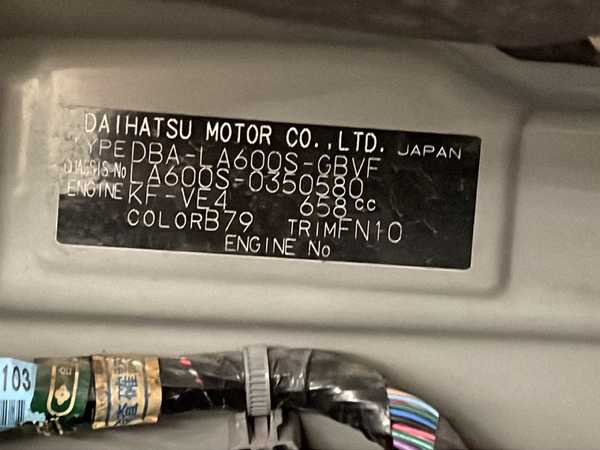 DAIHATSU MOTOR CO.,LTD. JAPAN
TYPE DBA-LA600S-GBVF
CHASSIS No LA600S-0350580
ENGINE KF-VE4 658cc
COLOR B79 TRIM FN10
ENGINE No
103